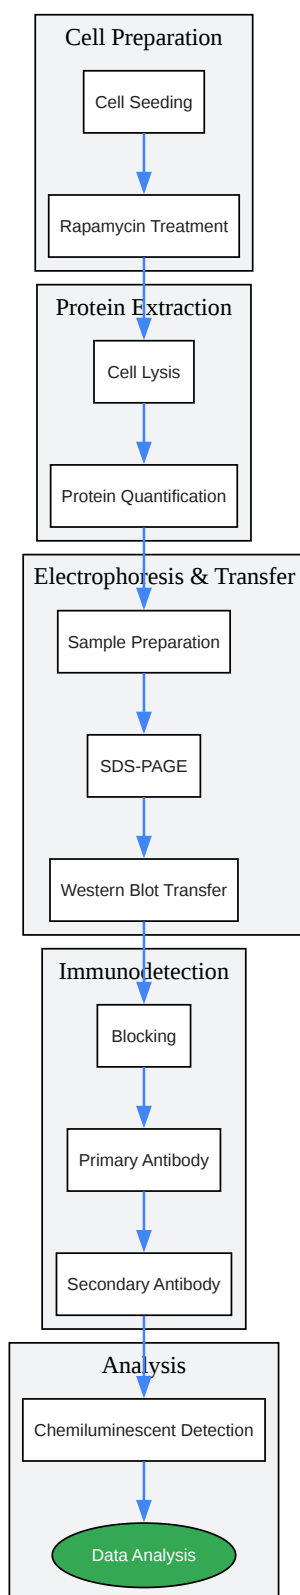 Cell Preparation
Cell Seeding
Rapamycin Treatment
Protein Extraction
Cell Lysis
Protein Quantification
Electrophoresis & Transfer
Sample Preparation
SDS-PAGE
Western Blot Transfer
Immunodetection
Blocking
Primary Antibody
Secondary Antibody
Analysis
Chemiluminescent Detection
Data Analysis